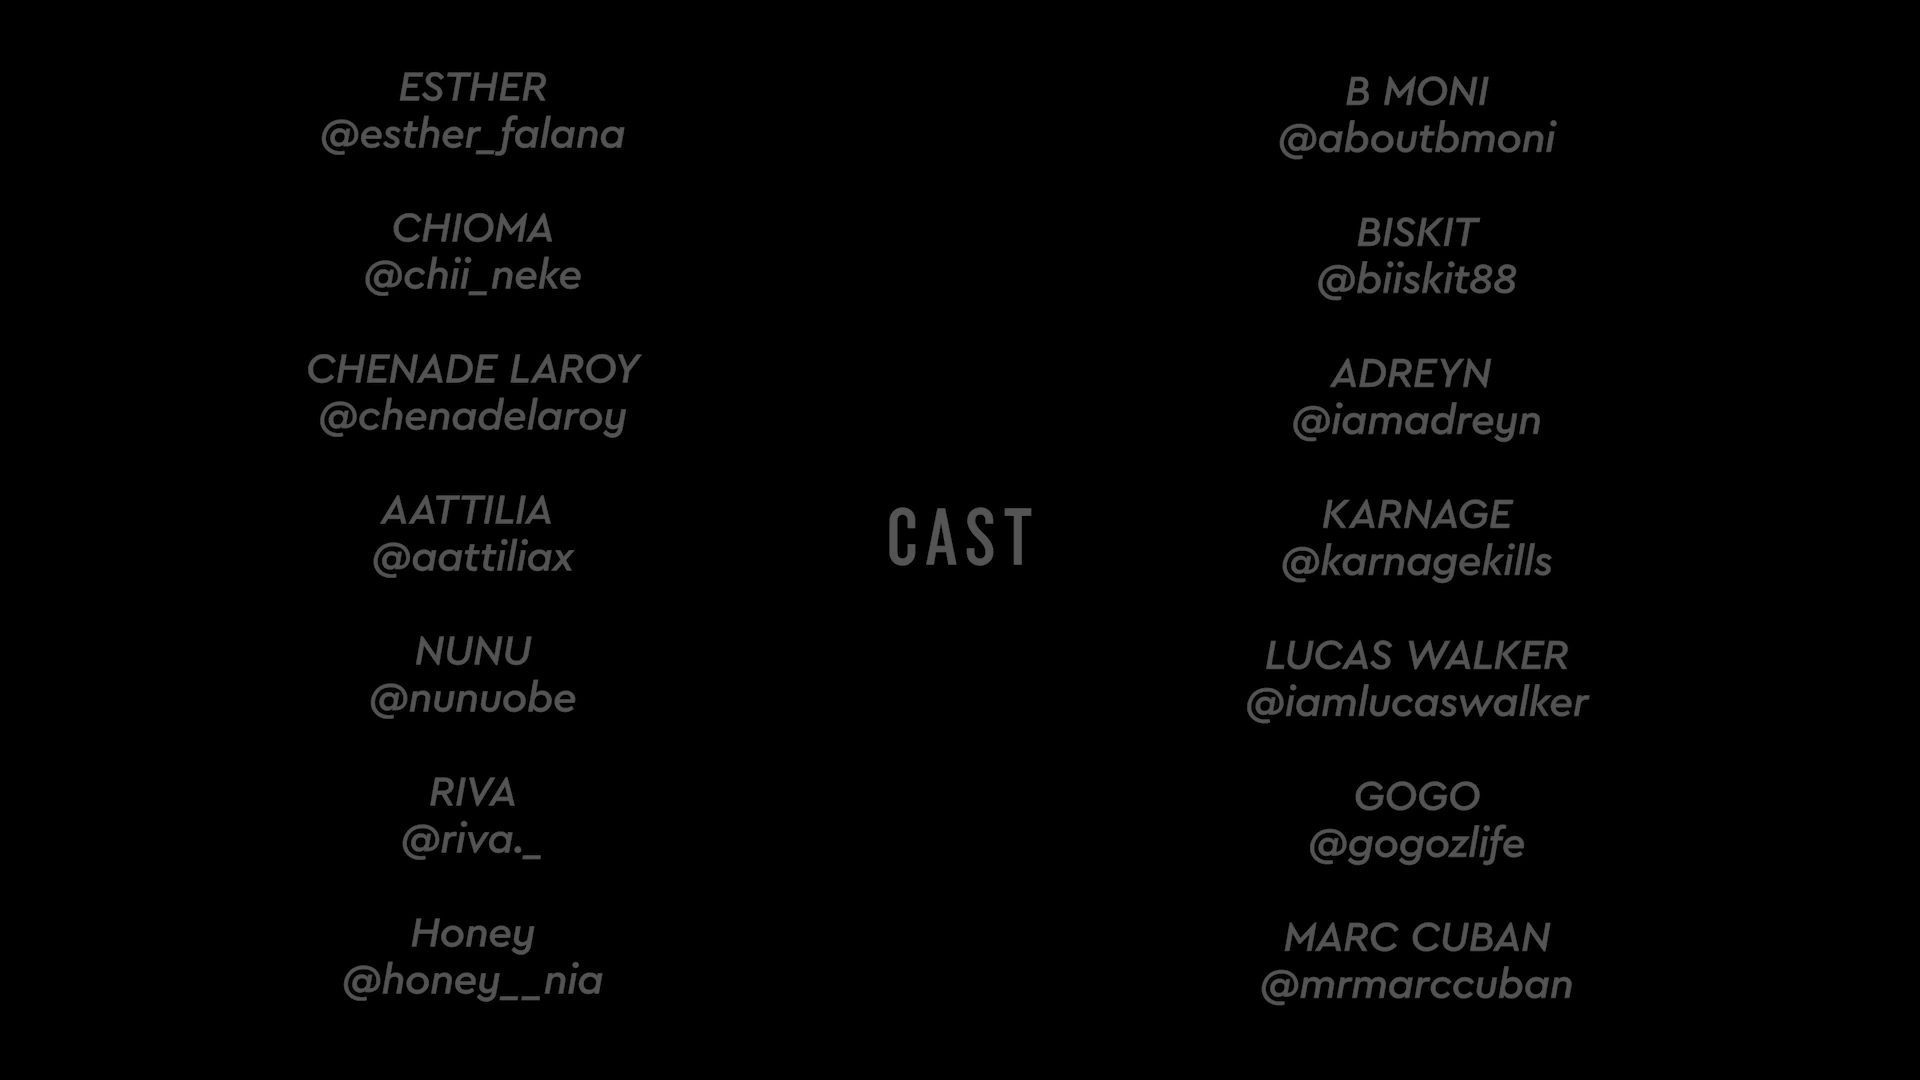 ESTHER
@esther_falana
CHIOMA
@chii_neke
CHENADE LAROY
@chenadelaroy
AATTILIA
@aattiliax
NUNU
@nunuobe
RIVA
@riva._
Honey
@honey__nia
CAST
B MONI
@aboutbmoni
BISKIT
@biiskit88
ADREYN
@iamadreyn
KARNAGE
@karnagekills
LUCAS WALKER
@iamlucaswalker
GOGO
@gogozlife
MARC CUBAN
@mrmarccuban